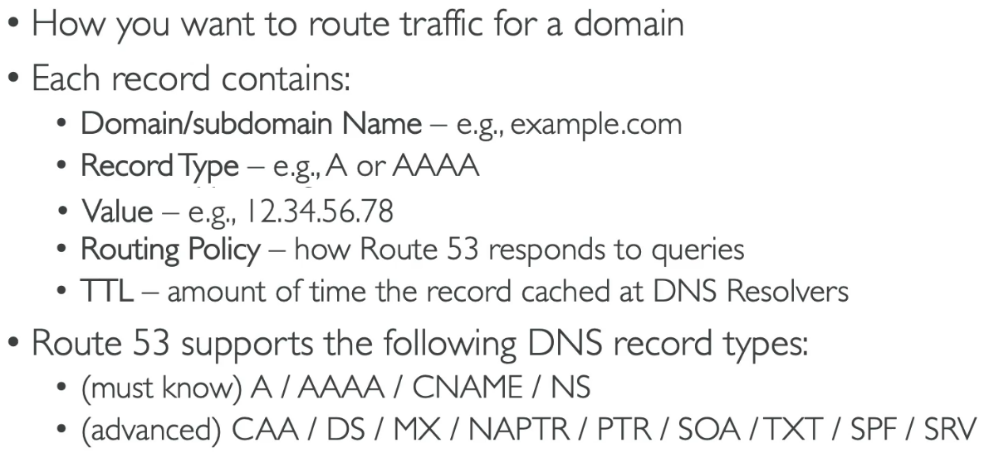 • How you want to route traffic for a domain
• Each record contains:
• Domain/subdomain Name – e.g., example.com
• Record Type – e.g., A or AAAA
• Value – e.g., 12.34.56.78
• Routing Policy – how Route 53 responds to queries
• TTL – amount of time the record cached at DNS Resolvers
• Route 53 supports the following DNS record types:
• (must know) A / AAAA / CNAME / NS
• (advanced) CAA / DS / MX / NAPTR / PTR / SOA / TXT / SPF / SRV